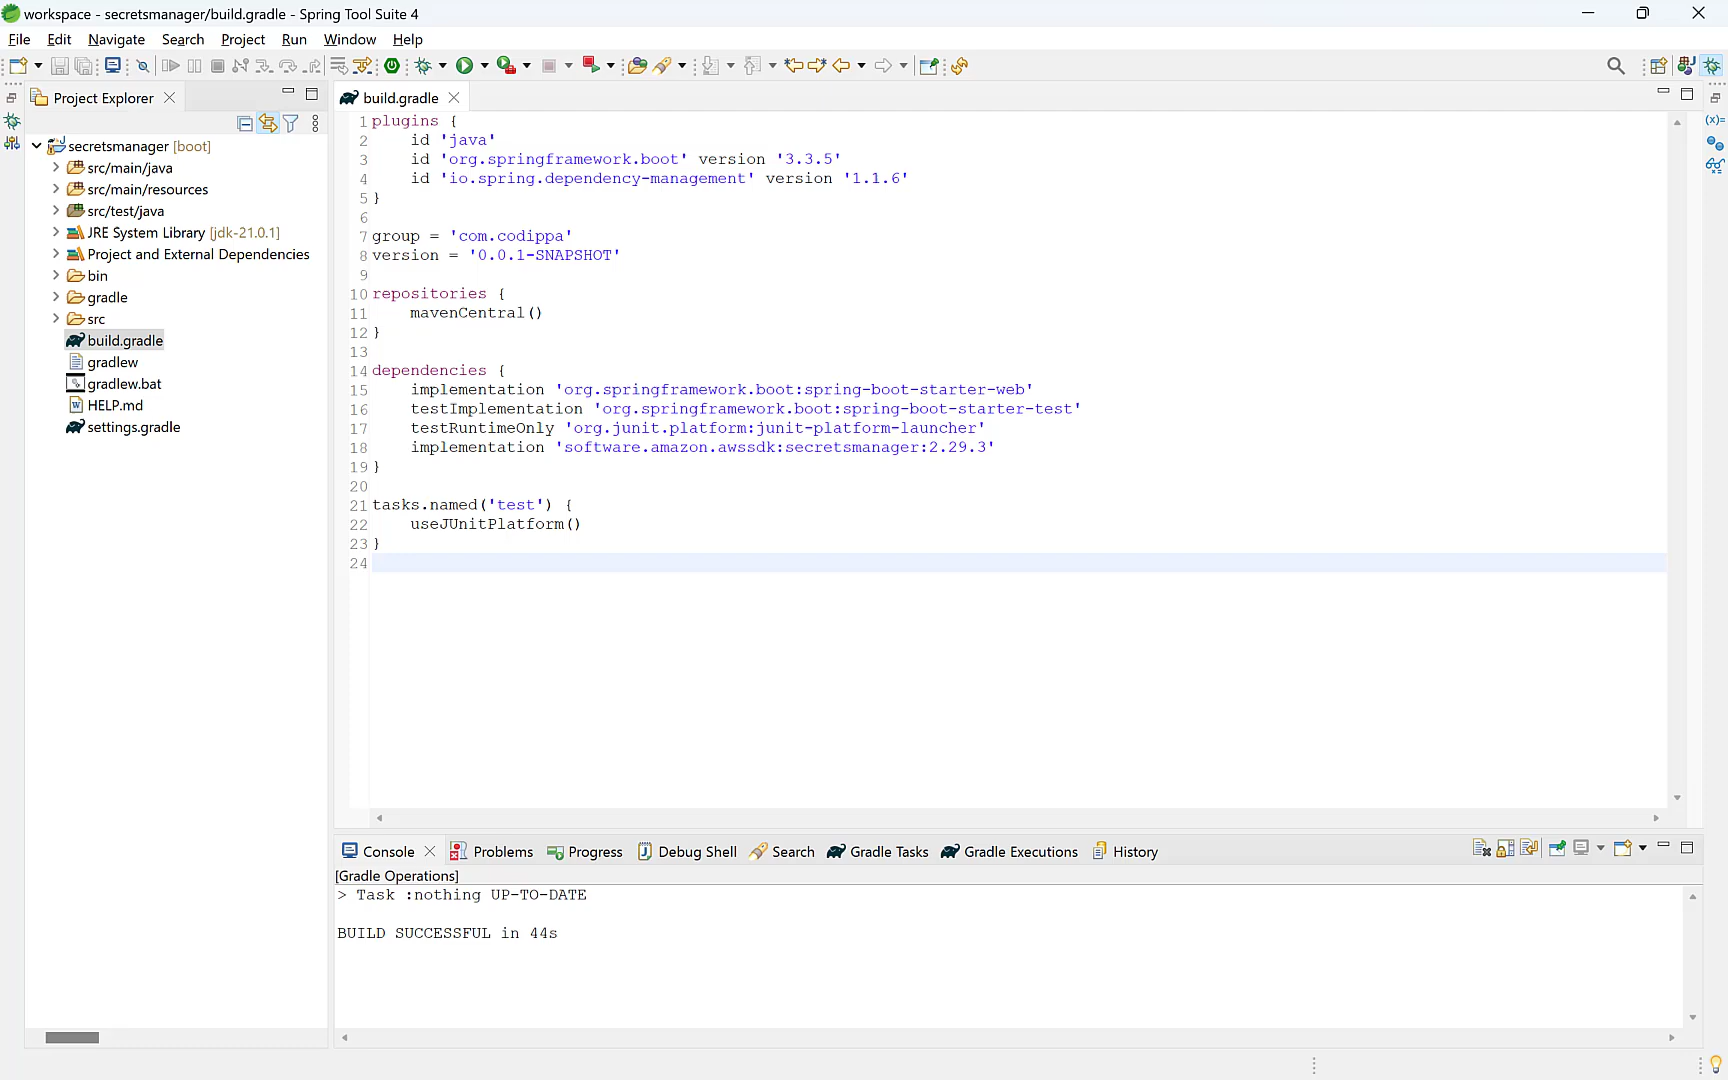 workspace - secretsmanager/build.gradle - Spring Tool Suite 4
File Edit Navigate Search Project Run Window Help
Project Explorer
secretsmanager [boot]
src/main/java
src/main/resources
src/test/java
JRE System Library [jdk-21.0.1]
Project and External Dependencies
bin
gradle
src
build.gradle
gradlew
gradlew.bat
HELP.md
settings.gradle
build.gradle
1 plugins {
2     id 'java'
3     id 'org.springframework.boot' version '3.3.5'
4     id 'io.spring.dependency-management' version '1.1.6'
5 }
6
7 group = 'com.codippa'
8 version = '0.0.1-SNAPSHOT'
9
10 repositories {
11     mavenCentral()
12 }
13
14 dependencies {
15     implementation 'org.springframework.boot:spring-boot-starter-web'
16     testImplementation 'org.springframework.boot:spring-boot-starter-test'
17     testRuntimeOnly 'org.junit.platform:junit-platform-launcher'
18     implementation 'software.amazon.awssdk:secretsmanager:2.29.3'
19 }
20
21 tasks.named('test') {
22     useJUnitPlatform()
23 }
24
Console Problems Progress Debug Shell Search Gradle Tasks Gradle Executions History
[Gradle Operations]
> Task :nothing UP-TO-DATE
BUILD SUCCESSFUL in 44s
(x)=